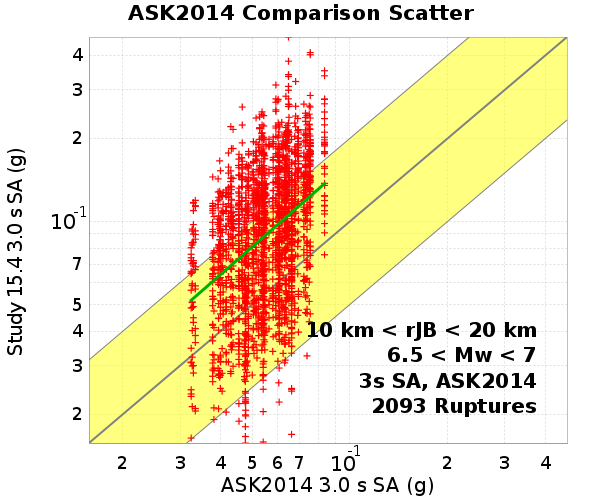 ASK2014 Comparison Scatter
Study 15.4 3.0 s SA (g)
4
3
2
10^-1
7
5
4
3
2
10 km < rJB < 20 km
6.5 < Mw < 7
3s SA, ASK2014
2093 Ruptures
2 3 4 5 6 7 10^-1 2 3 4
ASK2014 3.0 s SA (g)